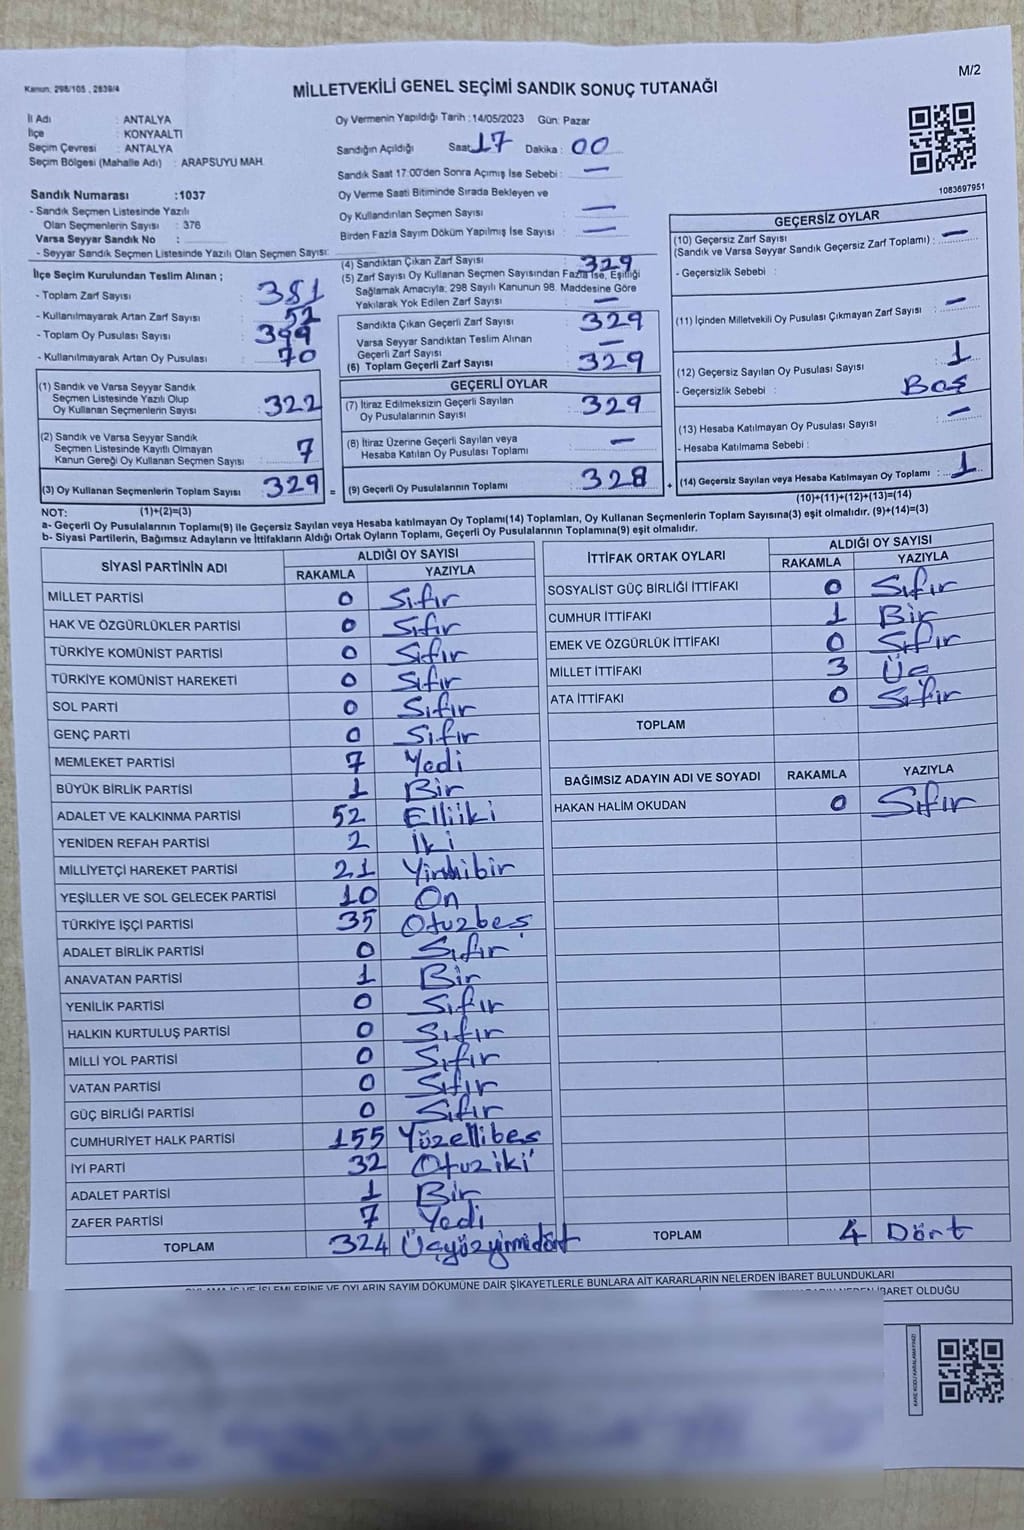 Kanun, 298/105 , 2839/4
MİLLETVEKİLİ GENEL SEÇİMİ SANDIK SONUÇ TUTANAĞI
M/2
İl Adı : ANTALYA
İlçe : KONYAALTI
Seçim Çevresi : ANTALYA
Seçim Bölgesi (Mahalle Adı) : ARAPSUYU MAH.
Sandık Numarası :1037
- Sandık Seçmen Listesinde Yazılı
Olan Seçmenlerin Sayısı : 376
Varsa Seyyar Sandık No :
- Seyyar Sandık Seçmen Listesinde Yazılı Olan Seçmen Sayısı:
Oy Vermenin Yapıldığı Tarih : 14/05/2023 Gün: Pazar
Sandığın Açıldığı Saat: 17 Dakika : 00
Sandık Saat 17:00'den Sonra Açımış İse Sebebi : —
Oy Verme Saati Bitiminde Sırada Bekleyen ve
Oy Kullandırılan Seçmen Sayısı : —
Birden Fazla Sayım Döküm Yapılmış İse Sayısı : —
1083697951
İlçe Seçim Kurulundan Teslim Alınan ;
- Toplam Zarf Sayısı : 381
- Kullanılmayarak Artan Zarf Sayısı : 52
- Toplam Oy Pusulası Sayısı : 399
- Kullanılmayarak Artan Oy Pusulası : 70
(1) Sandık ve Varsa Seyyar Sandık
Seçmen Listesinde Yazılı Olup
Oy Kullanan Seçmenlerin Sayısı : 322
(2) Sandık ve Varsa Seyyar Sandık
Seçmen Listesinde Kayıtlı Olmayan
Kanun Gereği Oy Kullanan Seçmen Sayısı : 7
(3) Oy Kullanan Seçmenlerin Toplam Sayısı : 329 =
(4) Sandıktan Çıkan Zarf Sayısı : 329
(5) Zarf Sayısı Oy Kullanan Seçmen Sayısından Fazla İse, Eşitliği
Sağlamak Amacıyla, 298 Sayılı Kanunun 98. Maddesine Göre
Yakılarak Yok Edilen Zarf Sayısı : —
Sandıkta Çıkan Geçerli Zarf Sayısı : 329
Varsa Seyyar Sandıktan Teslim Alınan
Geçerli Zarf Sayısı : —
(6) Toplam Geçerli Zarf Sayısı : 329
GEÇERLİ OYLAR
(7) İtiraz Edilmeksizin Geçerli Sayılan
Oy Pusulalarının Sayısı : 329
(8) İtiraz Üzerine Geçerli Sayılan veya
Hesaba Katılan Oy Pusulası Toplamı : —
(9) Geçerli Oy Pusulalarının Toplamı : 328 +
GEÇERSİZ OYLAR
(10) Geçersiz Zarf Sayısı
(Sandık ve Varsa Seyyar Sandık Geçersiz Zarf Toplamı) : —
- Geçersizlik Sebebi :
(11) İçinden Milletvekili Oy Pusulası Çıkmayan Zarf Sayısı : —
(12) Geçersiz Sayılan Oy Pusulası Sayısı : 1
- Geçersizlik Sebebi : Boş
(13) Hesaba Katılmayan Oy Pusulası Sayısı : —
- Hesaba Katılmama Sebebi :
(14) Geçersiz Sayılan veya Hesaba Katılmayan Oy Toplamı : 1
NOT: (1)+(2)=(3)
(10)+(11)+(12)+(13)=(14)
a- Geçerli Oy Pusulalarının Toplamı(9) ile Geçersiz Sayılan veya Hesaba katılmayan Oy Toplamı(14) Toplamları, Oy Kullanan Seçmenlerin Toplam Sayısına(3) eşit olmalıdır. (9)+(14)=(3)
b- Siyasi Partilerin, Bağımsız Adayların ve İttifakların Aldığı Ortak Oyların Toplamı, Geçerli Oy Pusulalarının Toplamına(9) eşit olmalıdır.
SİYASİ PARTİNİN ADI ALDIĞI OY SAYISI
RAKAMLA YAZIYLA
MİLLET PARTİSİ 0 Sıfır
HAK VE ÖZGÜRLÜKLER PARTİSİ 0 Sıfır
TÜRKİYE KOMÜNİST PARTİSİ 0 Sıfır
TÜRKİYE KOMÜNİST HAREKETİ 0 Sıfır
SOL PARTİ 0 Sıfır
GENÇ PARTİ 0 Sıfır
MEMLEKET PARTİSİ 7 Yedi
BÜYÜK BİRLİK PARTİSİ 1 Bir
ADALET VE KALKINMA PARTİSİ 52 Elliiki
YENİDEN REFAH PARTİSİ 2 İki
MİLLİYETÇİ HAREKET PARTİSİ 21 Yirmibir
YEŞİLLER VE SOL GELECEK PARTİSİ 10 On
TÜRKİYE İŞÇİ PARTİSİ 35 Otuzbeş
ADALET BİRLİK PARTİSİ 0 Sıfır
ANAVATAN PARTİSİ 1 Bir
YENİLİK PARTİSİ 0 Sıfır
HALKIN KURTULUŞ PARTİSİ 0 Sıfır
MİLLİ YOL PARTİSİ 0 Sıfır
VATAN PARTİSİ 0 Sıfır
GÜÇ BİRLİĞİ PARTİSİ 0 Sıfır
CUMHURİYET HALK PARTİSİ 155 Yüzellibeş
İYİ PARTİ 32 Otuziki
ADALET PARTİSİ 1 Bir
ZAFER PARTİSİ 7 Yedi
TOPLAM 324 Üçyüzyirmidört
İTTİFAK ORTAK OYLARI ALDIĞI OY SAYISI
RAKAMLA YAZIYLA
SOSYALİST GÜÇ BİRLİĞİ İTTİFAKI 0 Sıfır
CUMHUR İTTİFAKI 1 Bir
EMEK VE ÖZGÜRLÜK İTTİFAKI 0 Sıfır
MİLLET İTTİFAKI 3 Üç
ATA İTTİFAKI 0 Sıfır
TOPLAM
BAĞIMSIZ ADAYIN ADI VE SOYADI RAKAMLA YAZIYLA
HAKAN HALİM OKUDAN 0 Sıfır
TOPLAM 4 Dört
İŞLEMLERİNE VE OYLARIN SAYIM DÖKÜMÜNE DAİR ŞİKAYETLERLE BUNLARA AİT KARARLARIN NELERDEN İBARET BULUNDUKLARI
İBARET OLDUĞU